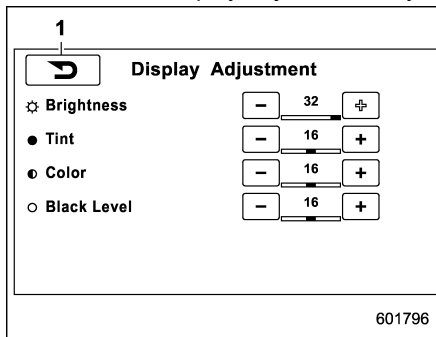 1
Display Adjustment
Brightness - 32 +
Tint - 16 +
Color - 16 +
Black Level - 16 +
601796